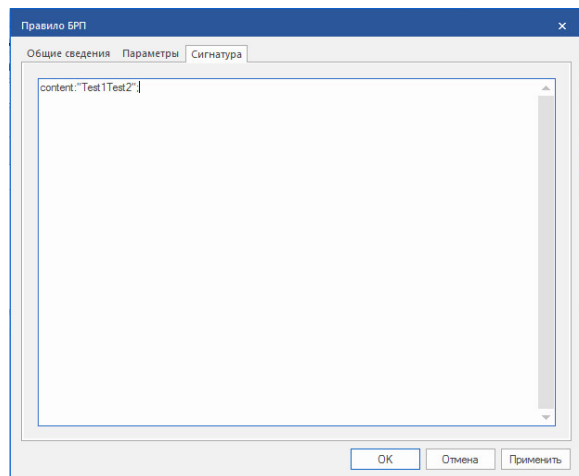 Правило БРП
Общие сведения Параметры Сигнатура
content:"Test1Test2";
OK Отмена Применить